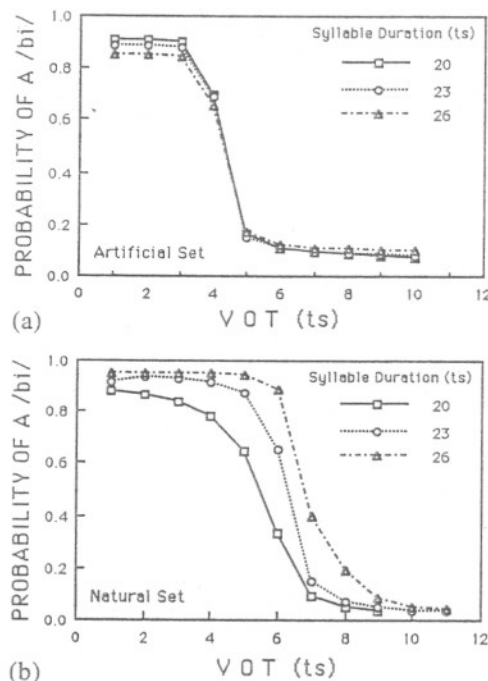 PROBABILITY OF A /bi/
1.0
0.8
0.6
0.4
0.2
0.0
Syllable Duration (ts)
20
23
26
Artificial Set
0 2 4 6 8 10 12
(a) VOT (ts)
PROBABILITY OF A /bi/
1.0
0.8
0.6
0.4
0.2
0.0
Syllable Duration (ts)
20
23
26
Natural Set
0 2 4 6 8 10 12
(b) VOT (ts)